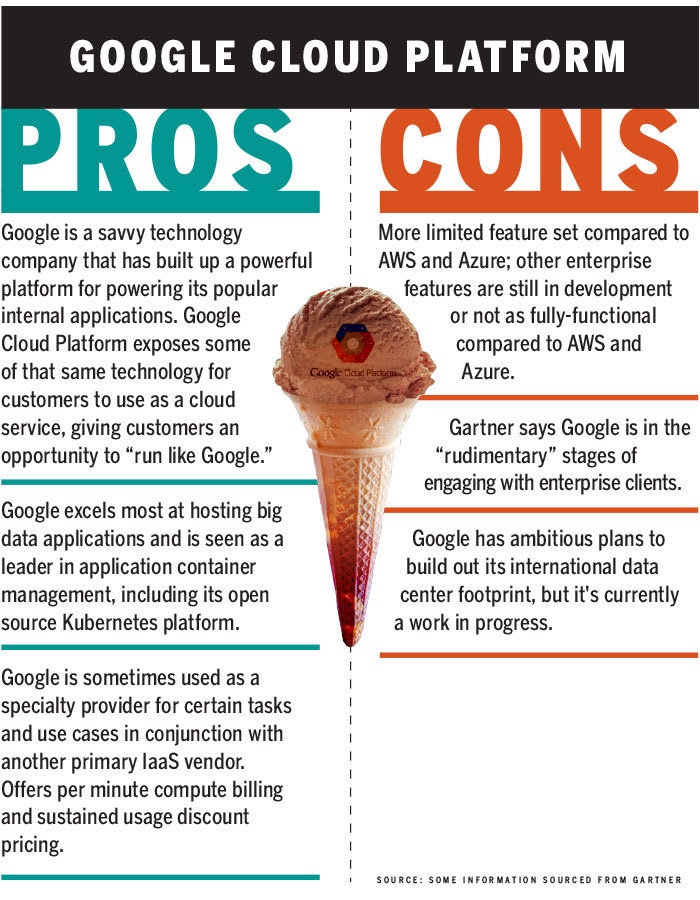 GOOGLE CLOUD PLATFORM
PROS
Google is a savvy technology
company that has built up a powerful
platform for powering its popular
internal applications. Google
Cloud Platform exposes some
of that same technology for
customers to use as a cloud
service, giving customers an
opportunity to “run like Google.”
Google excels most at hosting big
data applications and is seen as a
leader in application container
management, including its open
source Kubernetes platform.
Google is sometimes used as a
specialty provider for certain tasks
and use cases in conjunction with
another primary IaaS vendor.
Offers per minute compute billing
and sustained usage discount
pricing.
Google Cloud Platform
CONS
More limited feature set compared to
AWS and Azure; other enterprise
features are still in development
or not as fully-functional
compared to AWS and
Azure.
Gartner says Google is in the
“rudimentary” stages of
engaging with enterprise clients.
Google has ambitious plans to
build out its international data
center footprint, but it's currently
a work in progress.
SOURCE: SOME INFORMATION SOURCED FROM GARTNER